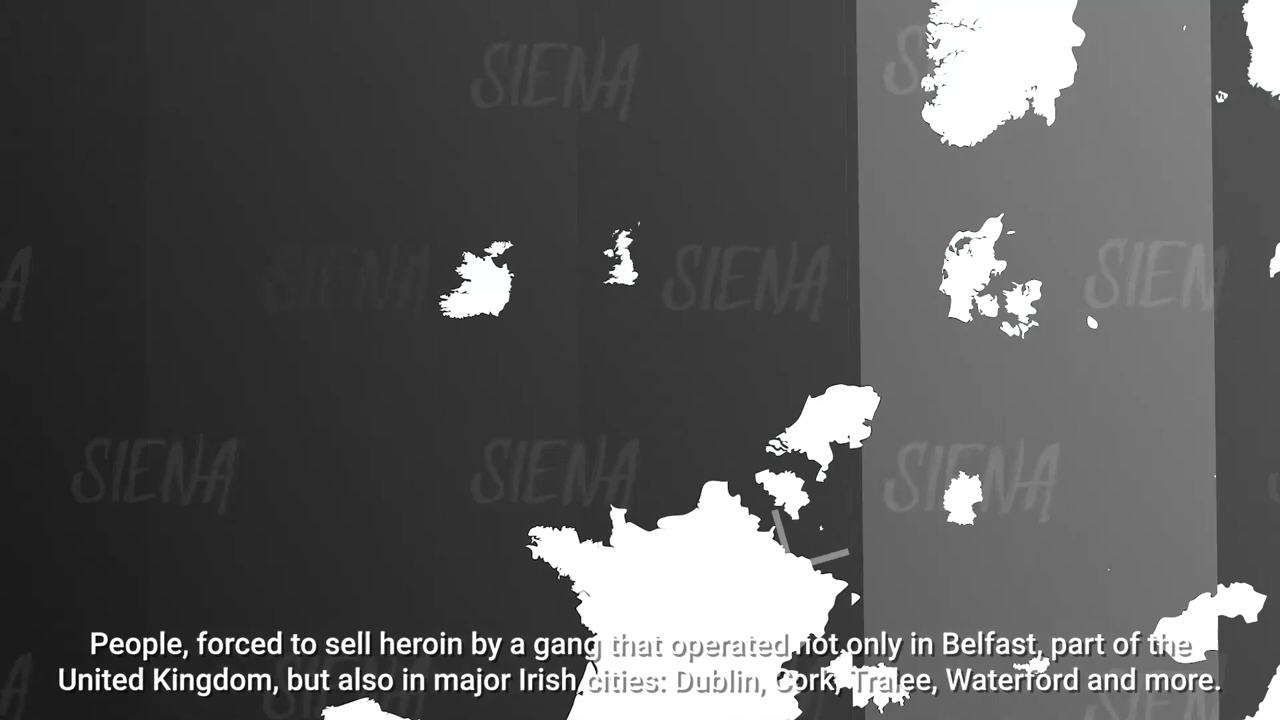 SIENA
SIENA
SIENA
SIENA
SIENA
SIENA
SIENA
People, forced to sell heroin by a gang that operated not only in Belfast, part of the
United Kingdom, but also in major Irish cities: Dublin, Cork, Tralee, Waterford and more.